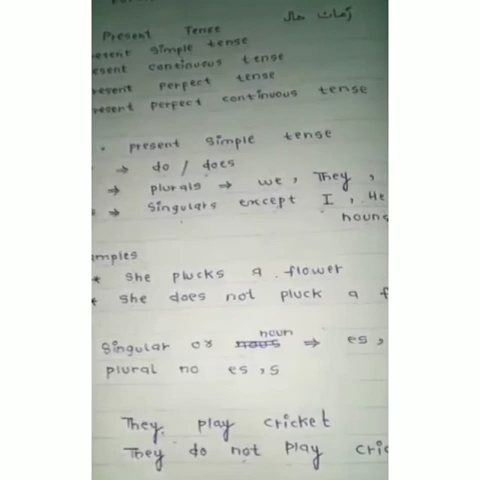 Present Tense زمانہ حال
esent simple tense
esent continuous tense
resent perfect tense
resent perfect continuous tense
. present simple tense
⇒ do / does
⇒ plurals ⇒ we, They,
⇒ singulars except I, He
nouns
mples
* she plucks a flower
* she does not pluck a f
singular or noun ⇒ es,
plural no es, s
They play cricket
They do not play cric